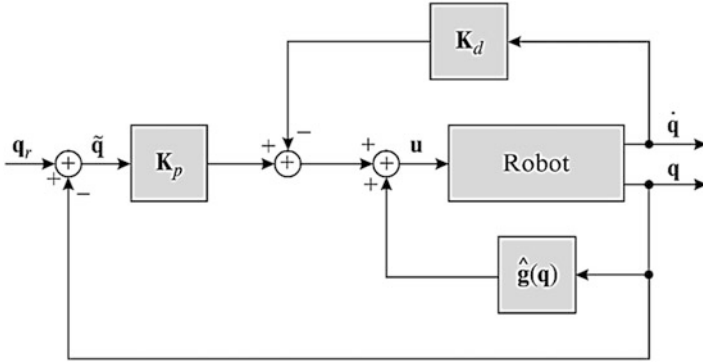 K_d
q_r
+
−
+
q̃
K_p
+
−
+
+
+
+
u
Robot
q̇
q
ĝ(q)